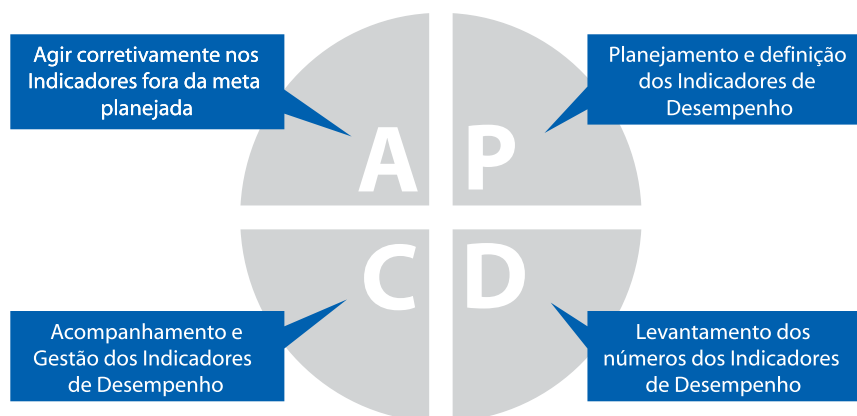 Agir corretivamente nos
Indicadores fora da meta
planejada
Planejamento e definição
dos Indicadores de
Desempenho
A
P
C
D
Acompanhamento e
Gestão dos Indicadores
de Desempenho
Levantamento dos
números dos Indicadores
de Desempenho